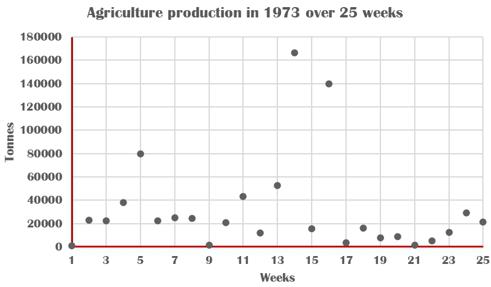 Agriculture production in 1973 over 25 weeks
180000
160000
140000
120000
100000
80000
60000
40000
20000
0
Tonnes
1 3 5 7 9 11 13 15 17 19 21 23 25
Weeks